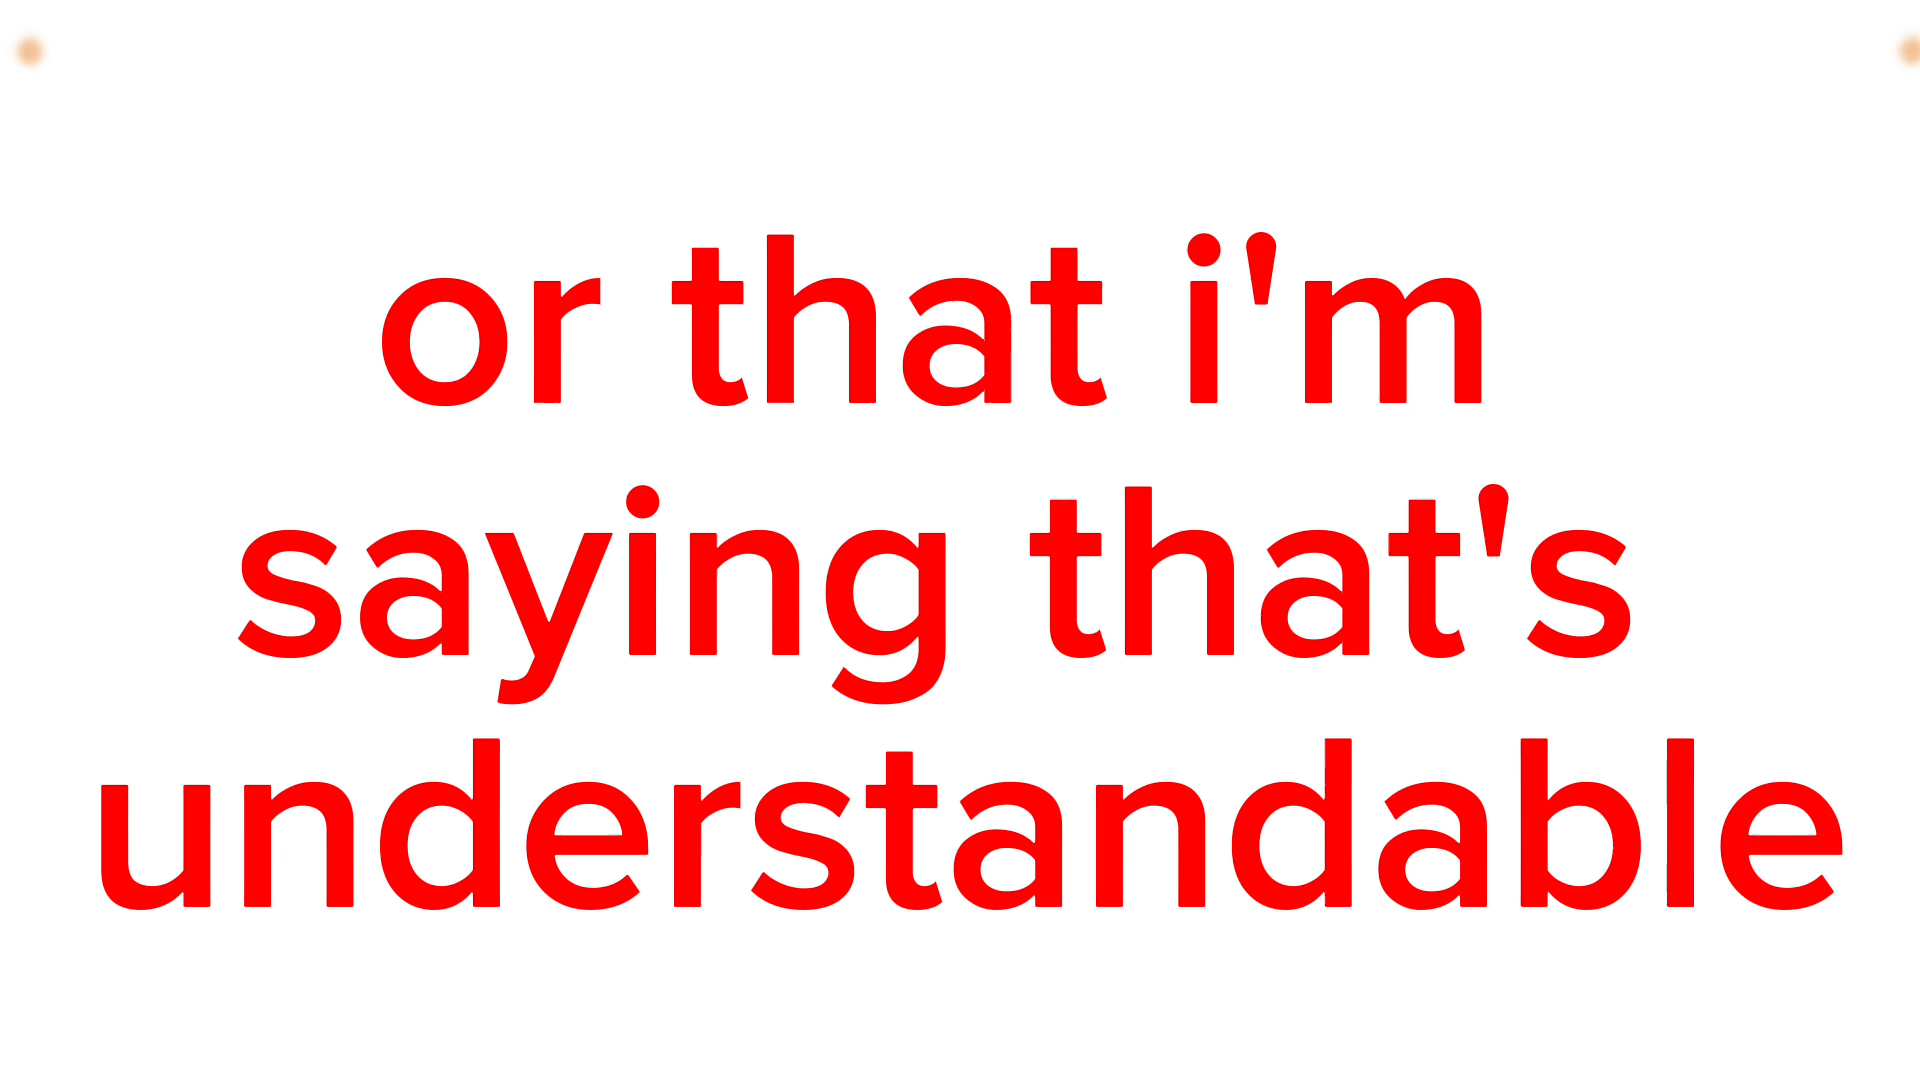 or that i'm
saying that's
understandable